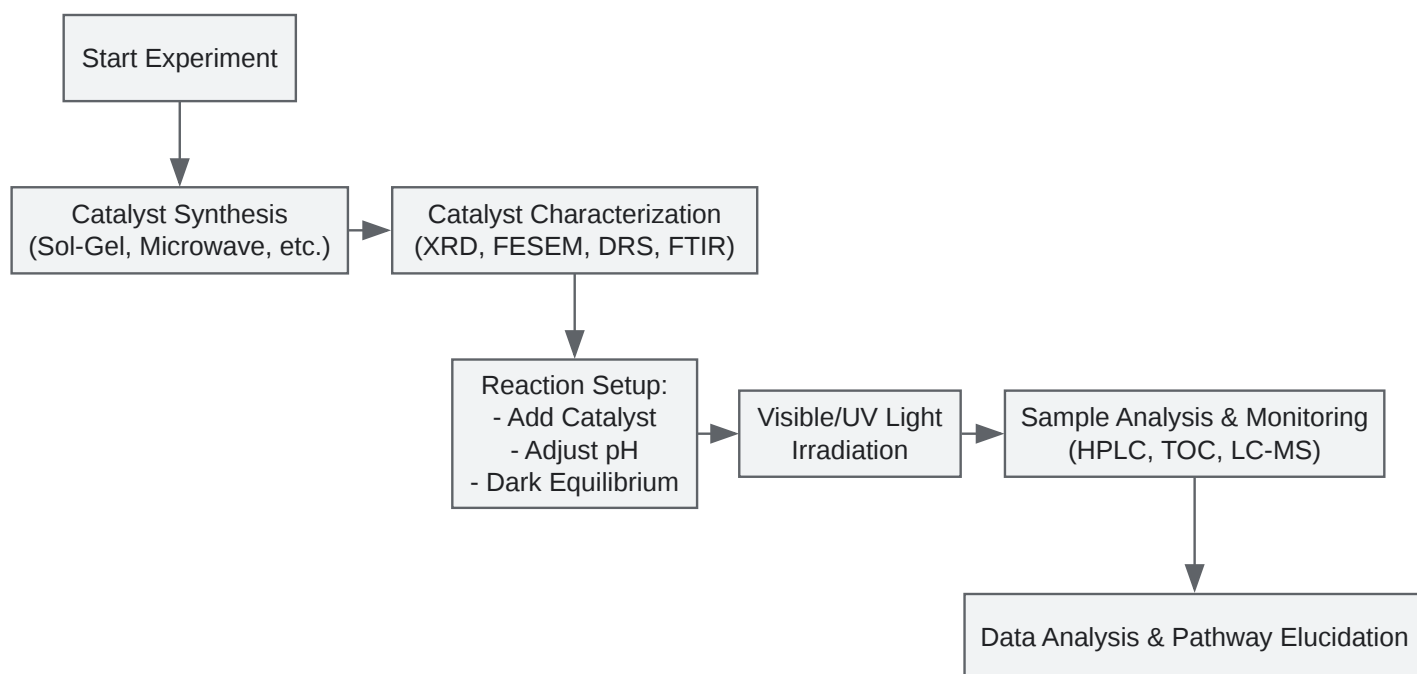 Start Experiment
Catalyst Synthesis
(Sol-Gel, Microwave, etc.)
Catalyst Characterization
(XRD, FESEM, DRS, FTIR)
Reaction Setup:
- Add Catalyst
- Adjust pH
- Dark Equilibrium
Visible/UV Light
Irradiation
Sample Analysis & Monitoring
(HPLC, TOC, LC-MS)
Data Analysis & Pathway Elucidation